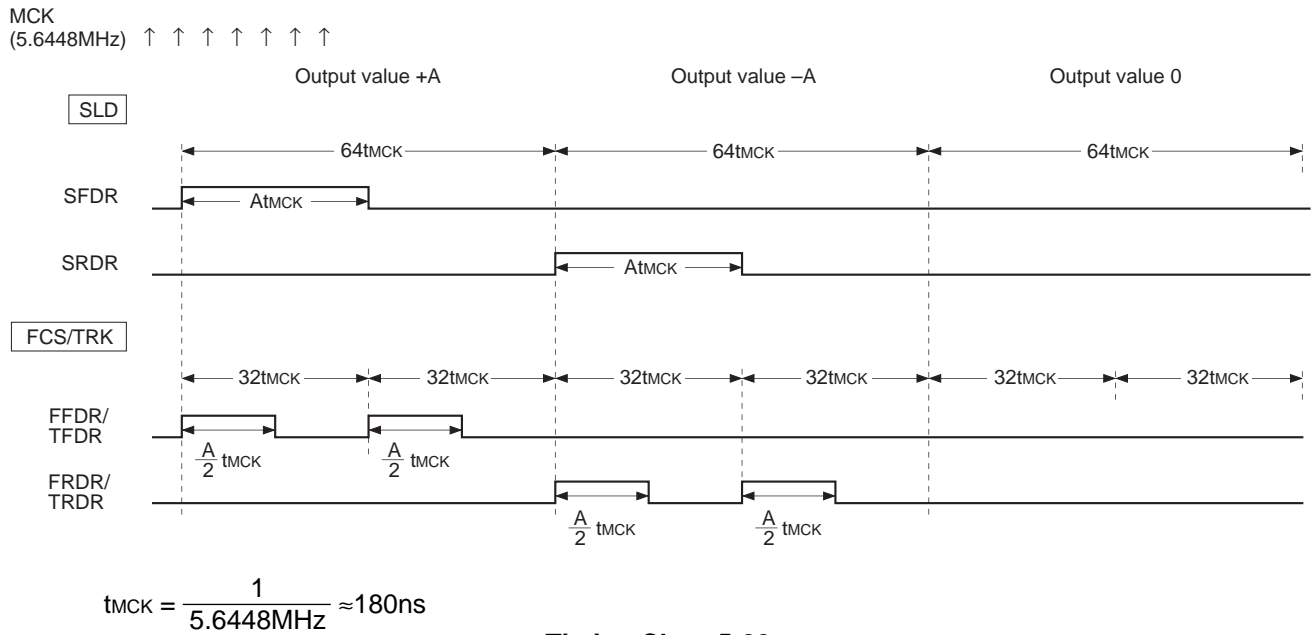 MCK
(5.6448MHz) ↑ ↑ ↑ ↑ ↑ ↑ ↑
Output value +A Output value –A Output value 0
SLD
64tMCK 64tMCK 64tMCK
SFDR AtMCK
SRDR AtMCK
FCS/TRK
32tMCK 32tMCK 32tMCK 32tMCK 32tMCK 32tMCK
FFDR/
TFDR
A/2 tMCK A/2 tMCK
FRDR/
TRDR
A/2 tMCK A/2 tMCK
tMCK = 1/5.6448MHz ≈180ns